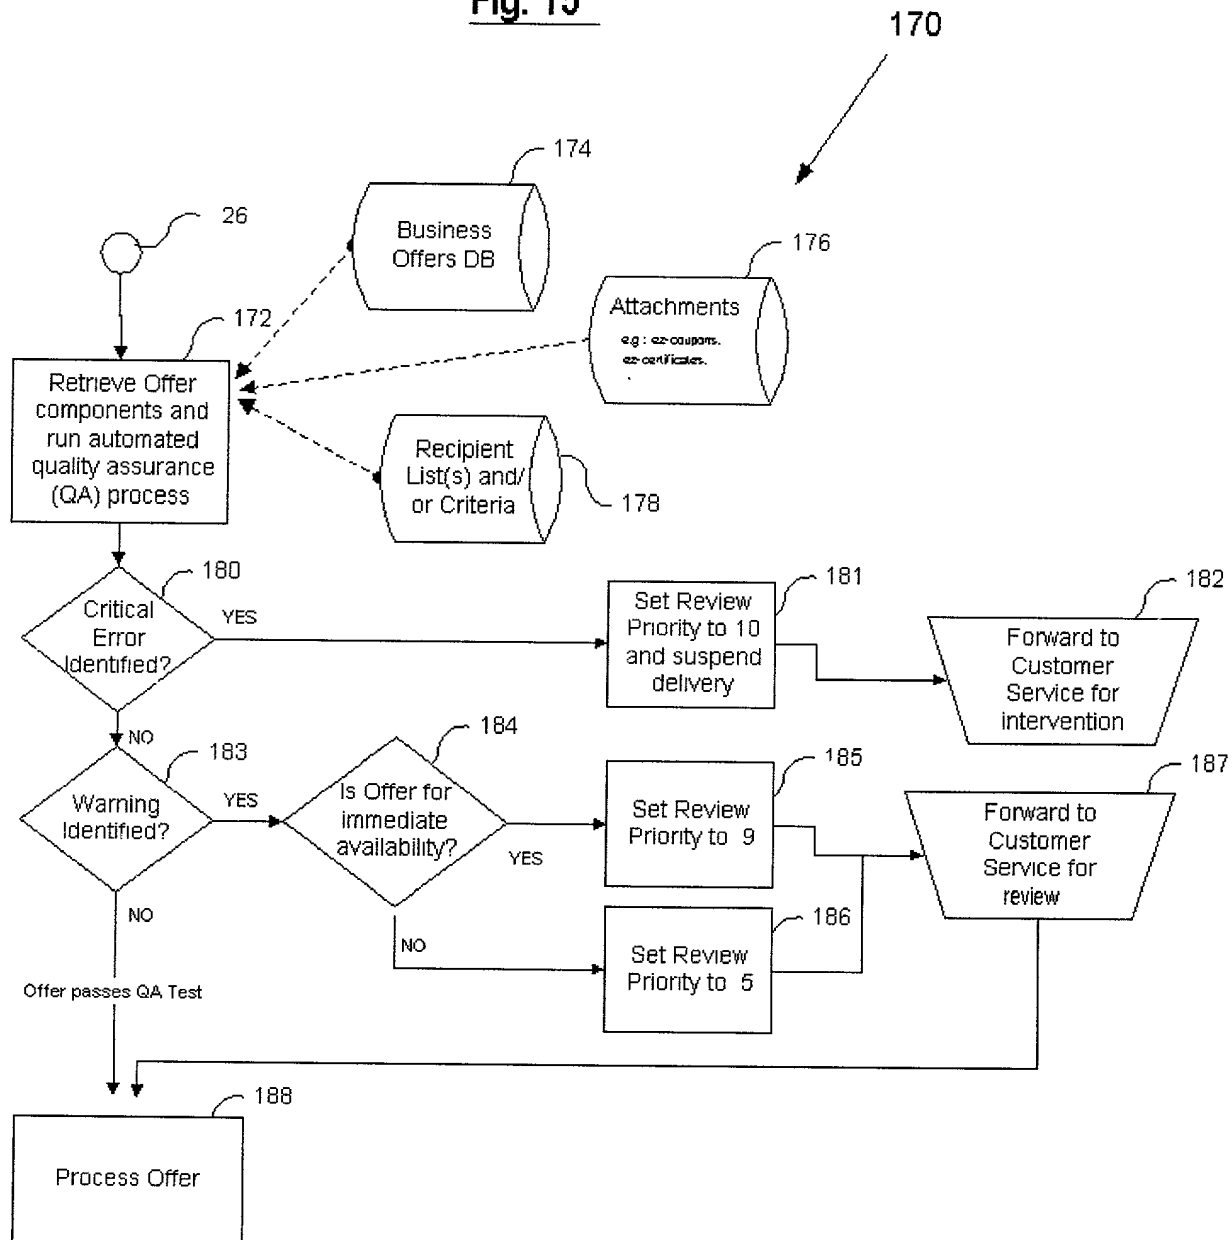 Fig. 15
170
174
26
Business
Offers DB
176
Attachments
e.g : ez-coupons.
ez-certificates.
172
Retrieve Offer
components and
run automated
quality assurance
(QA) process
Recipient
List(s) and/
or Criteria
178
180
Critical
Error
Identified?
YES
181
Set Review
Priority to 10
and suspend
delivery
182
Forward to
Customer
Service for
intervention
NO
183
Warning
Identified?
YES
184
Is Offer for
immediate
availability?
YES
185
Set Review
Priority to 9
187
Forward to
Customer
Service for
review
NO
NO
186
Set Review
Priority to 5
Offer passes QA Test
188
Process Offer